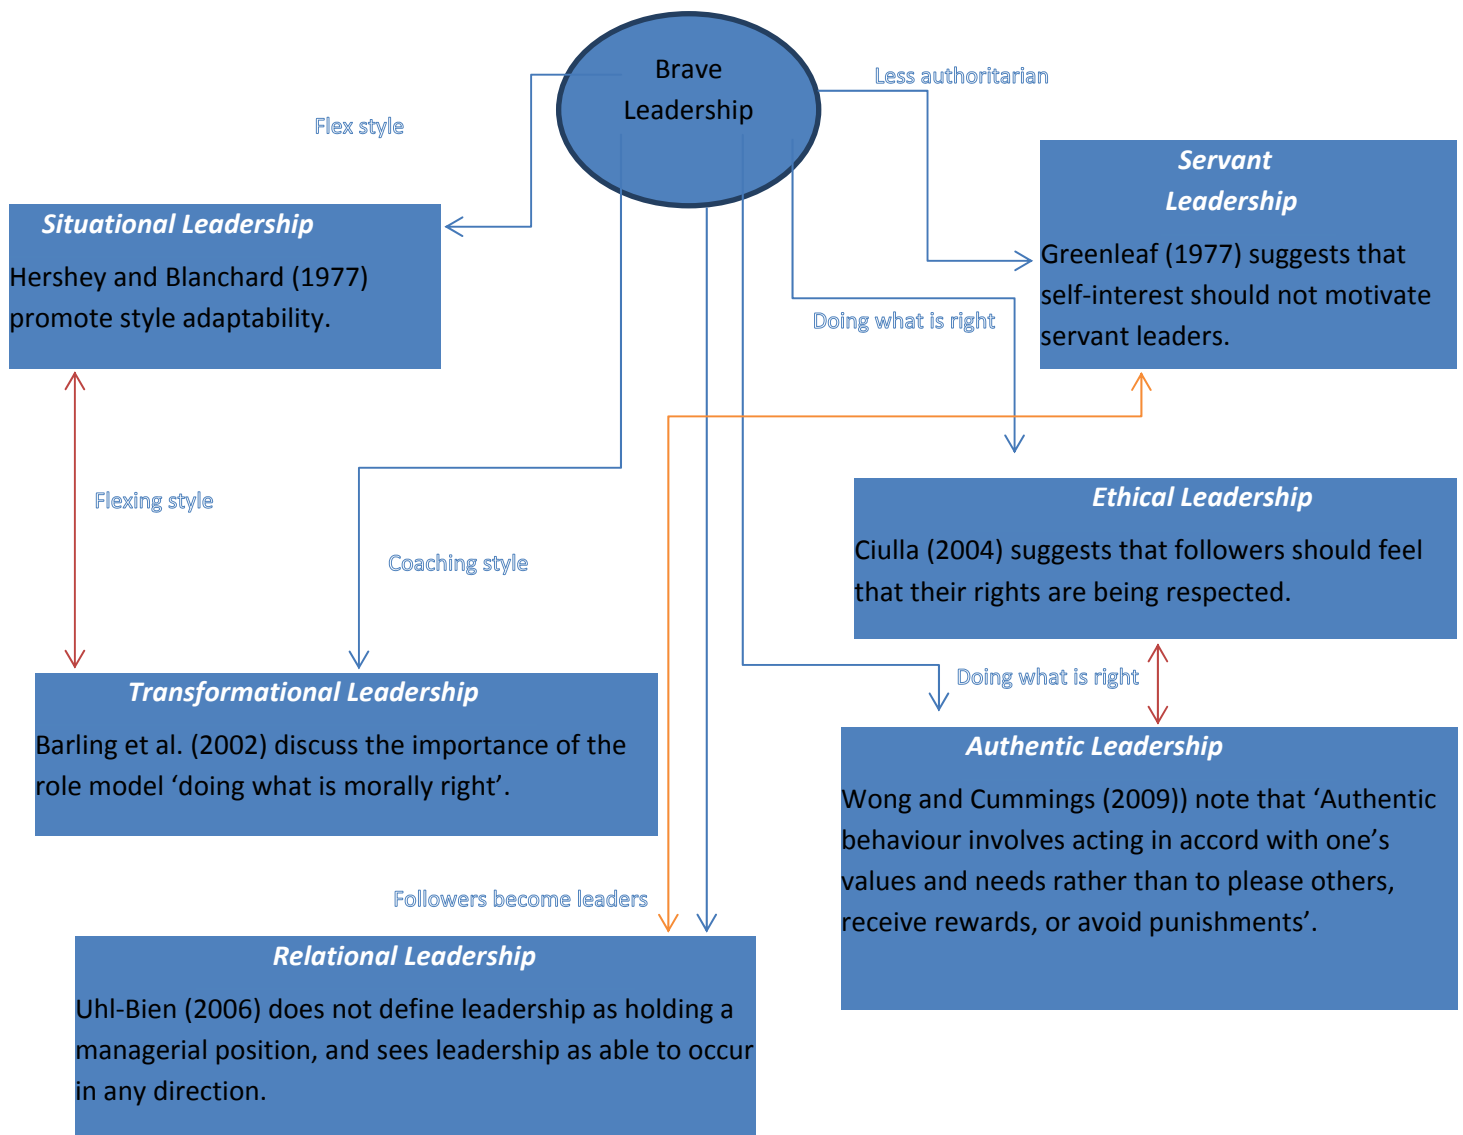 Brave
Leadership
Less authoritarian
Flex style
Servant
Leadership
Greenleaf (1977) suggests that
self-interest should not motivate
servant leaders.
Situational Leadership
Hershey and Blanchard (1977)
promote style adaptability.
Doing what is right
Flexing style
Coaching style
Ethical Leadership
Ciulla (2004) suggests that followers should feel
that their rights are being respected.
Transformational Leadership
Barling et al. (2002) discuss the importance of the
role model ‘doing what is morally right’.
Doing what is right
Authentic Leadership
Wong and Cummings (2009)) note that ‘Authentic
behaviour involves acting in accord with one’s
values and needs rather than to please others,
receive rewards, or avoid punishments’.
Followers become leaders
Relational Leadership
Uhl-Bien (2006) does not define leadership as holding a
managerial position, and sees leadership as able to occur
in any direction.